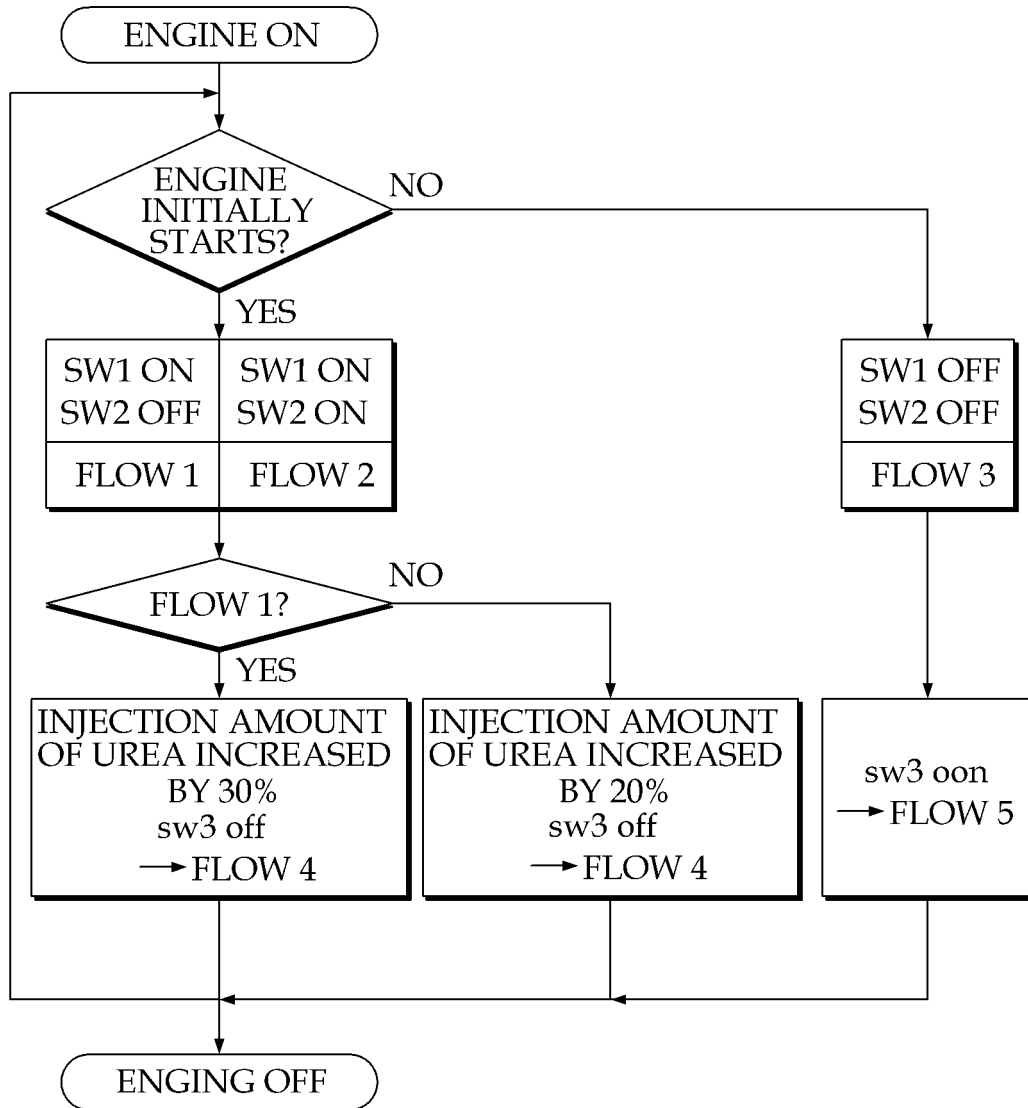 ENGINE ON
ENGINE
INITIALLY
STARTS?
NO
YES
SW1 ON
SW2 OFF
FLOW 1
SW1 ON
SW2 ON
FLOW 2
SW1 OFF
SW2 OFF
FLOW 3
FLOW 1?
NO
YES
INJECTION AMOUNT
OF UREA INCREASED
BY 30%
sw3 off
→ FLOW 4
INJECTION AMOUNT
OF UREA INCREASED
BY 20%
sw3 off
→ FLOW 4
sw3 oon
→ FLOW 5
ENGING OFF